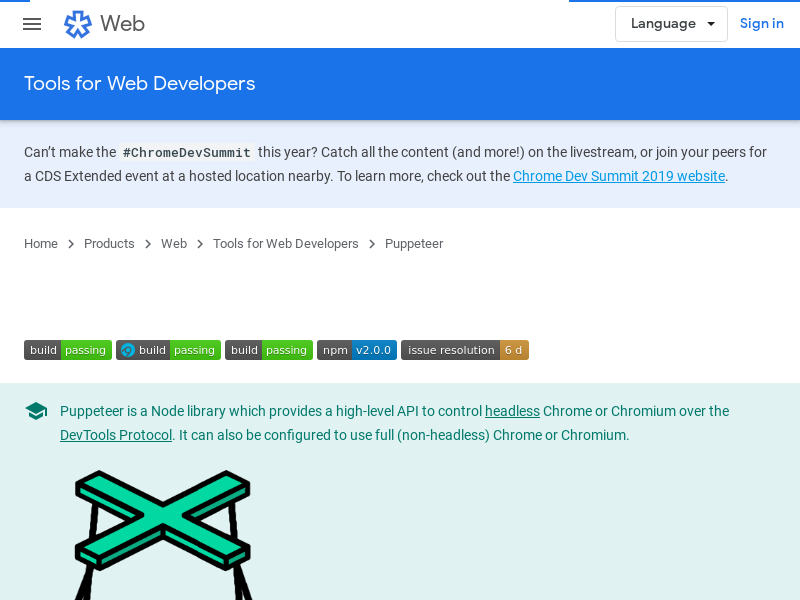 Web
Language
Sign in
Tools for Web Developers
Can’t make the #ChromeDevSummit this year? Catch all the content (and more!) on the livestream, or join your peers for
a CDS Extended event at a hosted location nearby. To learn more, check out the Chrome Dev Summit 2019 website.
Home > Products > Web > Tools for Web Developers > Puppeteer
build passing build passing build passing npm v2.0.0 issue resolution 6 d
Puppeteer is a Node library which provides a high-level API to control headless Chrome or Chromium over the
DevTools Protocol. It can also be configured to use full (non-headless) Chrome or Chromium.